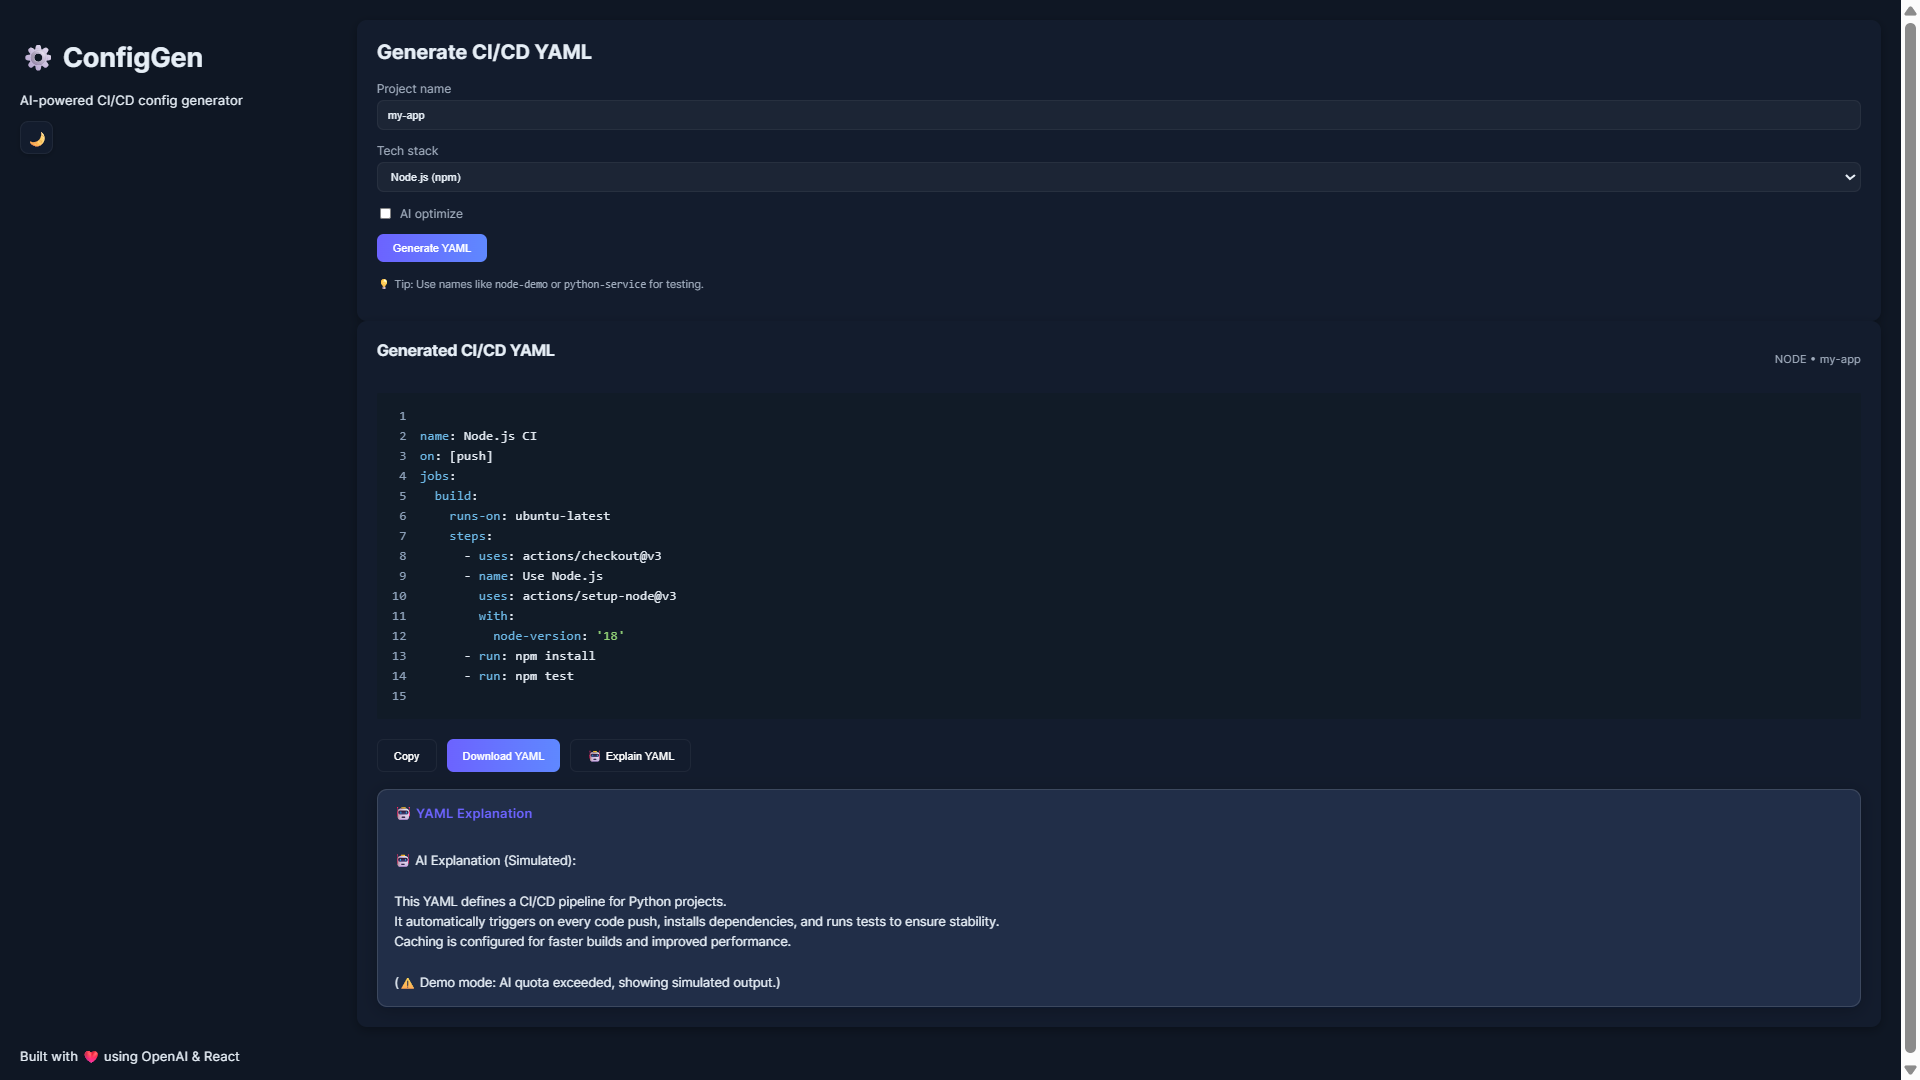 ConfigGen
AI-powered CI/CD config generator
Generate CI/CD YAML
Project name
my-app
Tech stack
Node.js (npm)
AI optimize
Generate YAML
Tip: Use names like node-demo or python-service for testing.
Generated CI/CD YAML
NODE • my-app
1
2 name: Node.js CI
3 on: [push]
4 jobs:
5   build:
6     runs-on: ubuntu-latest
7     steps:
8       - uses: actions/checkout@v3
9       - name: Use Node.js
10         uses: actions/setup-node@v3
11         with:
12           node-version: '18'
13       - run: npm install
14       - run: npm test
15
Copy
Download YAML
Explain YAML
YAML Explanation
AI Explanation (Simulated):
This YAML defines a CI/CD pipeline for Python projects.
It automatically triggers on every code push, installs dependencies, and runs tests to ensure stability.
Caching is configured for faster builds and improved performance.
(⚠️ Demo mode: AI quota exceeded, showing simulated output.)
Built with ❤️ using OpenAI & React